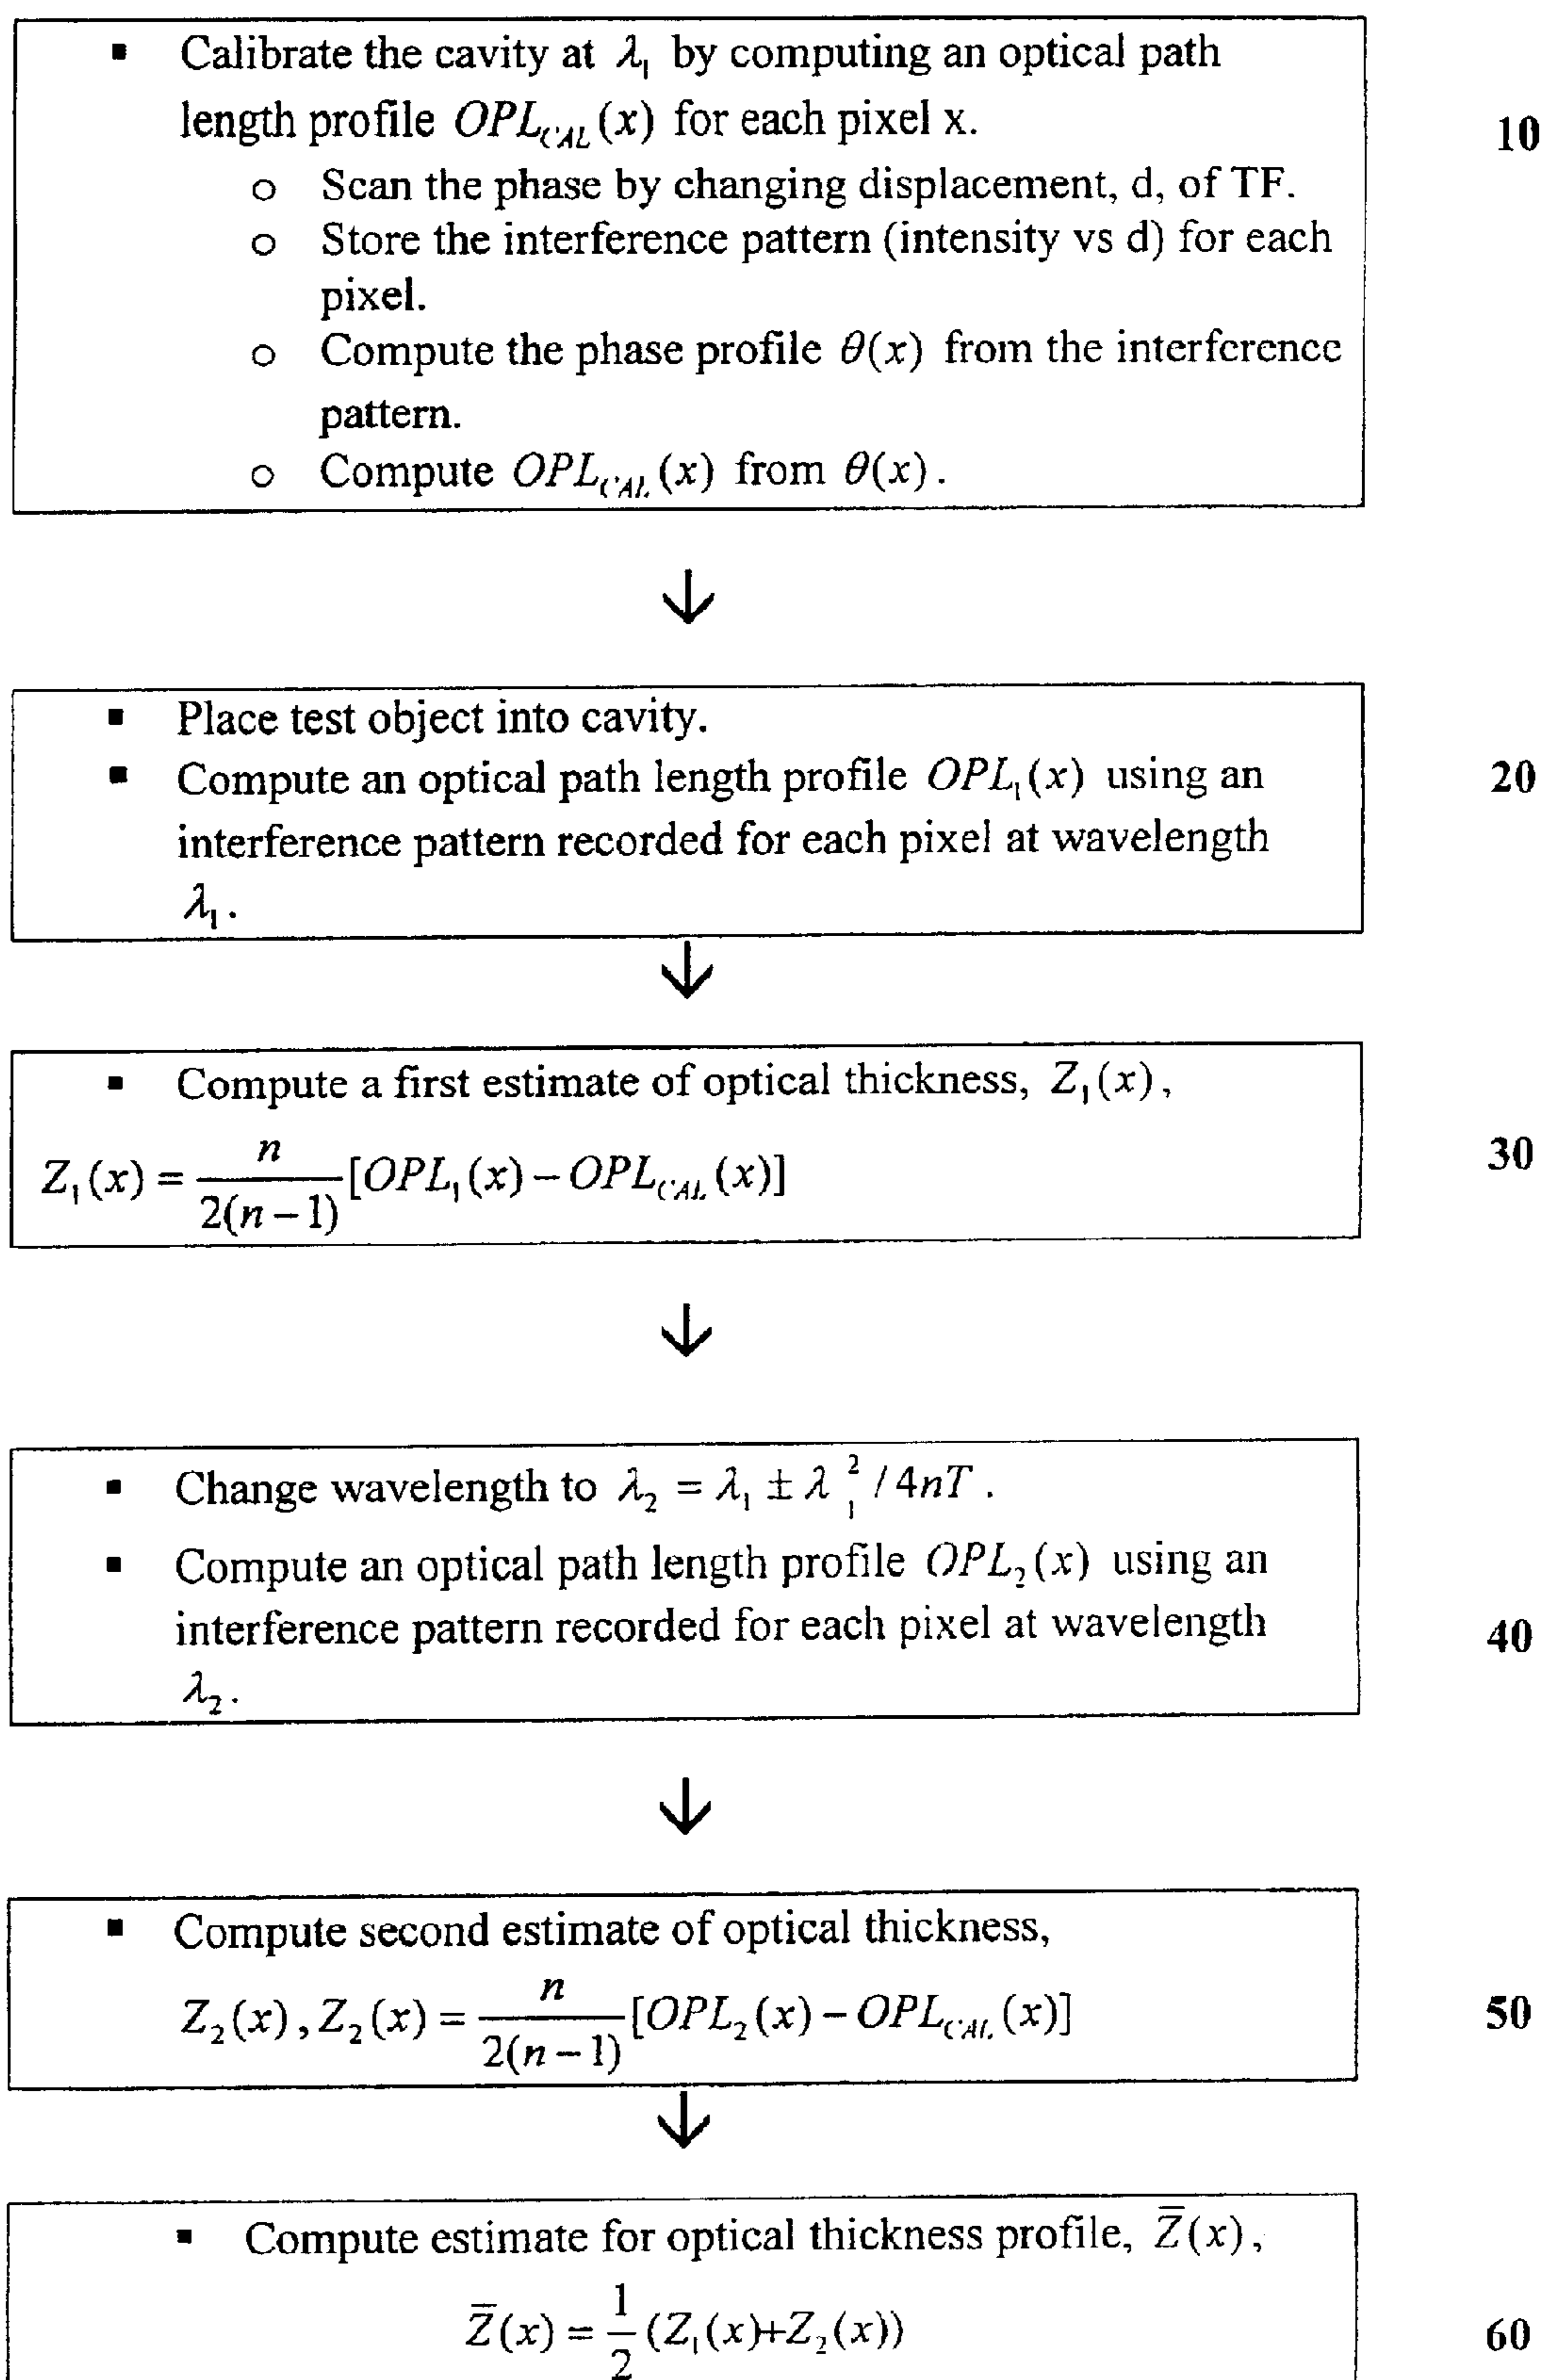 ▪ Calibrate the cavity at λ₁ by computing an optical path
length profile OPL_CAL(x) for each pixel x.
10
o Scan the phase by changing displacement, d, of TF.
o Store the interference pattern (intensity vs d) for each
pixel.
o Compute the phase profile θ(x) from the interference
pattern.
o Compute OPL_CAL(x) from θ(x).
↓
▪ Place test object into cavity.
▪ Compute an optical path length profile OPL₁(x) using an
20
interference pattern recorded for each pixel at wavelength
λ₁.
↓
▪ Compute a first estimate of optical thickness, Z₁(x),
Z₁(x) = n/2(n−1) [OPL₁(x) − OPL_CAL(x)]
30
↓
▪ Change wavelength to λ₂ = λ₁ ± λ₁² / 4nT.
▪ Compute an optical path length profile OPL₂(x) using an
interference pattern recorded for each pixel at wavelength
40
λ₂.
↓
▪ Compute second estimate of optical thickness,
Z₂(x), Z₂(x) = n/2(n−1) [OPL₂(x) − OPL_CAL(x)]
50
↓
▪ Compute estimate for optical thickness profile, Z̄(x),
Z̄(x) = 1/2 (Z₁(x)+Z₂(x))
60